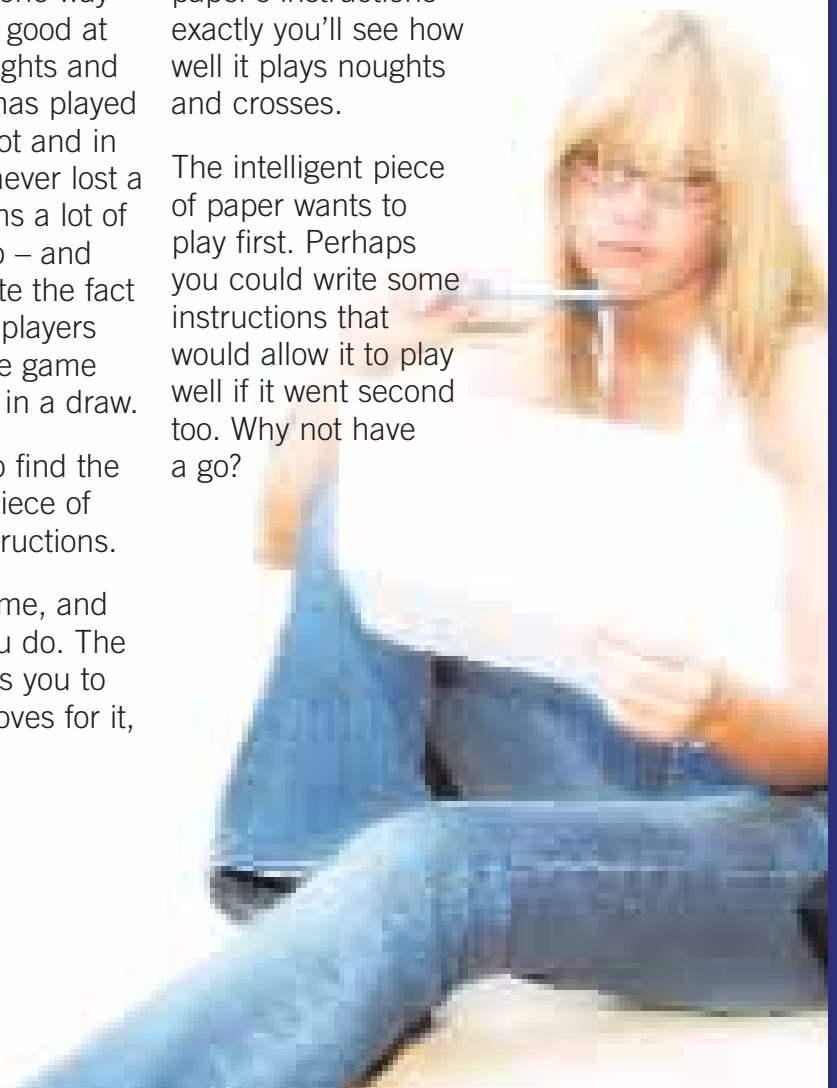 one way
good at
ghts and
has played
ot and in
never lost a
ns a lot of
o – and
te the fact
players
e game
in a draw.
o find the
iece of
ructions.
me, and
u do. The
s you to
oves for it,
paper's instructions
exactly you'll see how
well it plays noughts
and crosses.
The intelligent piece
of paper wants to
play first. Perhaps
you could write some
instructions that
would allow it to play
well if it went second
too. Why not have
a go?